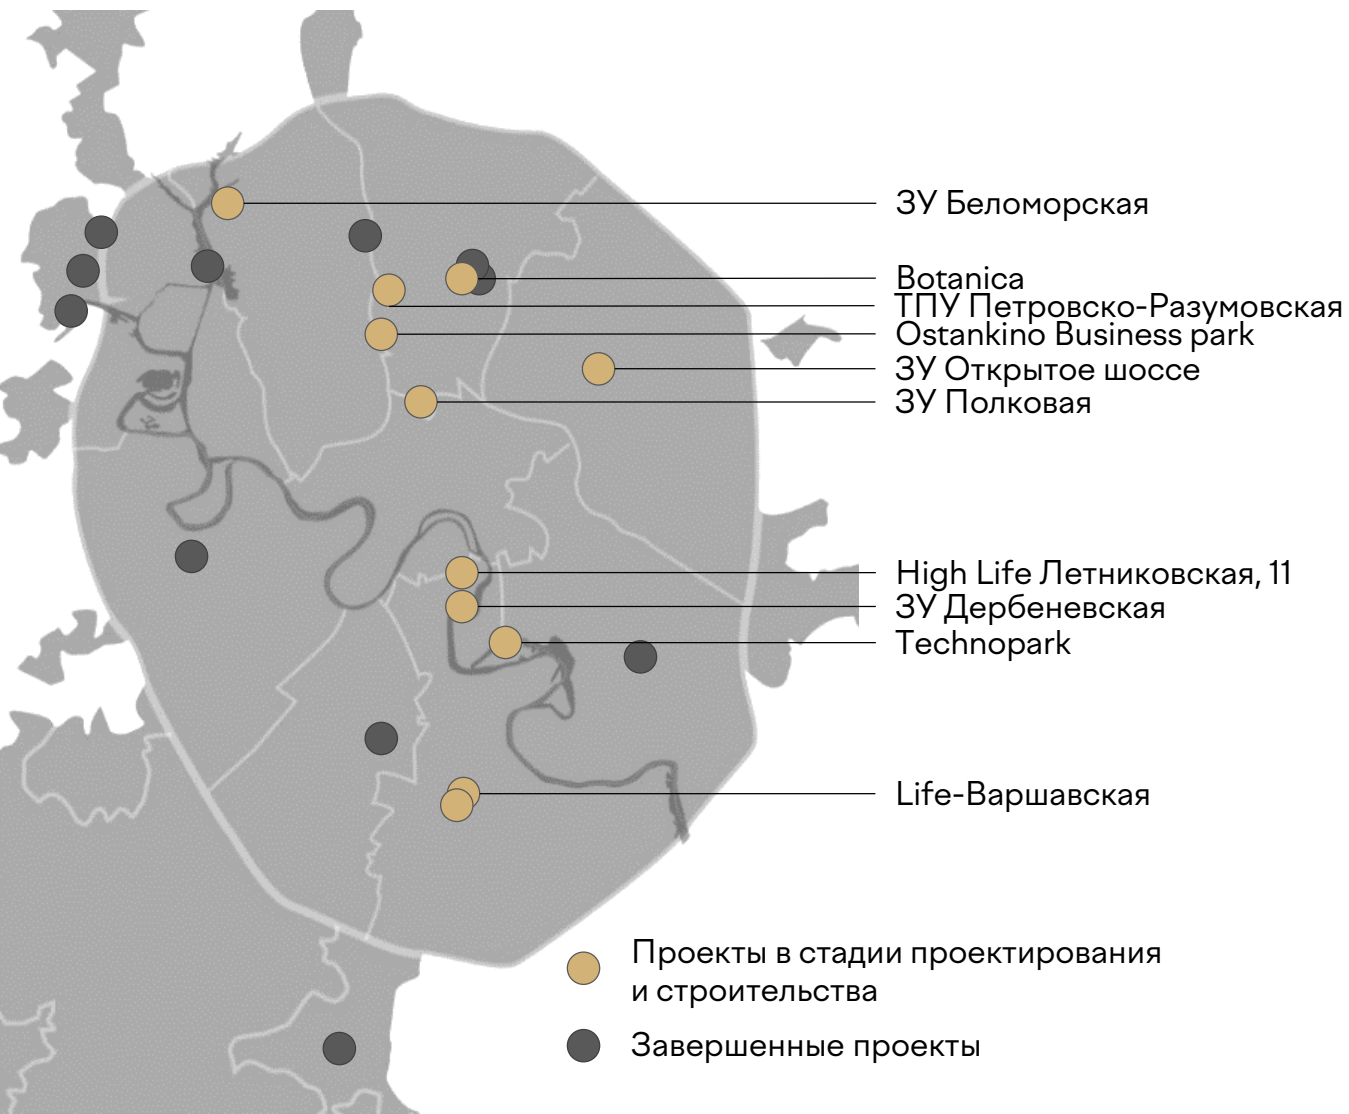 ЗУ Беломорская
Botanica
ТПУ Петровско-Разумовская
Ostankino Business park
ЗУ Открытое шоссе
ЗУ Полковая
High Life Летниковская, 11
ЗУ Дербеневская
Technopark
Life-Варшавская
Проекты в стадии проектирования
и строительства
Завершенные проекты